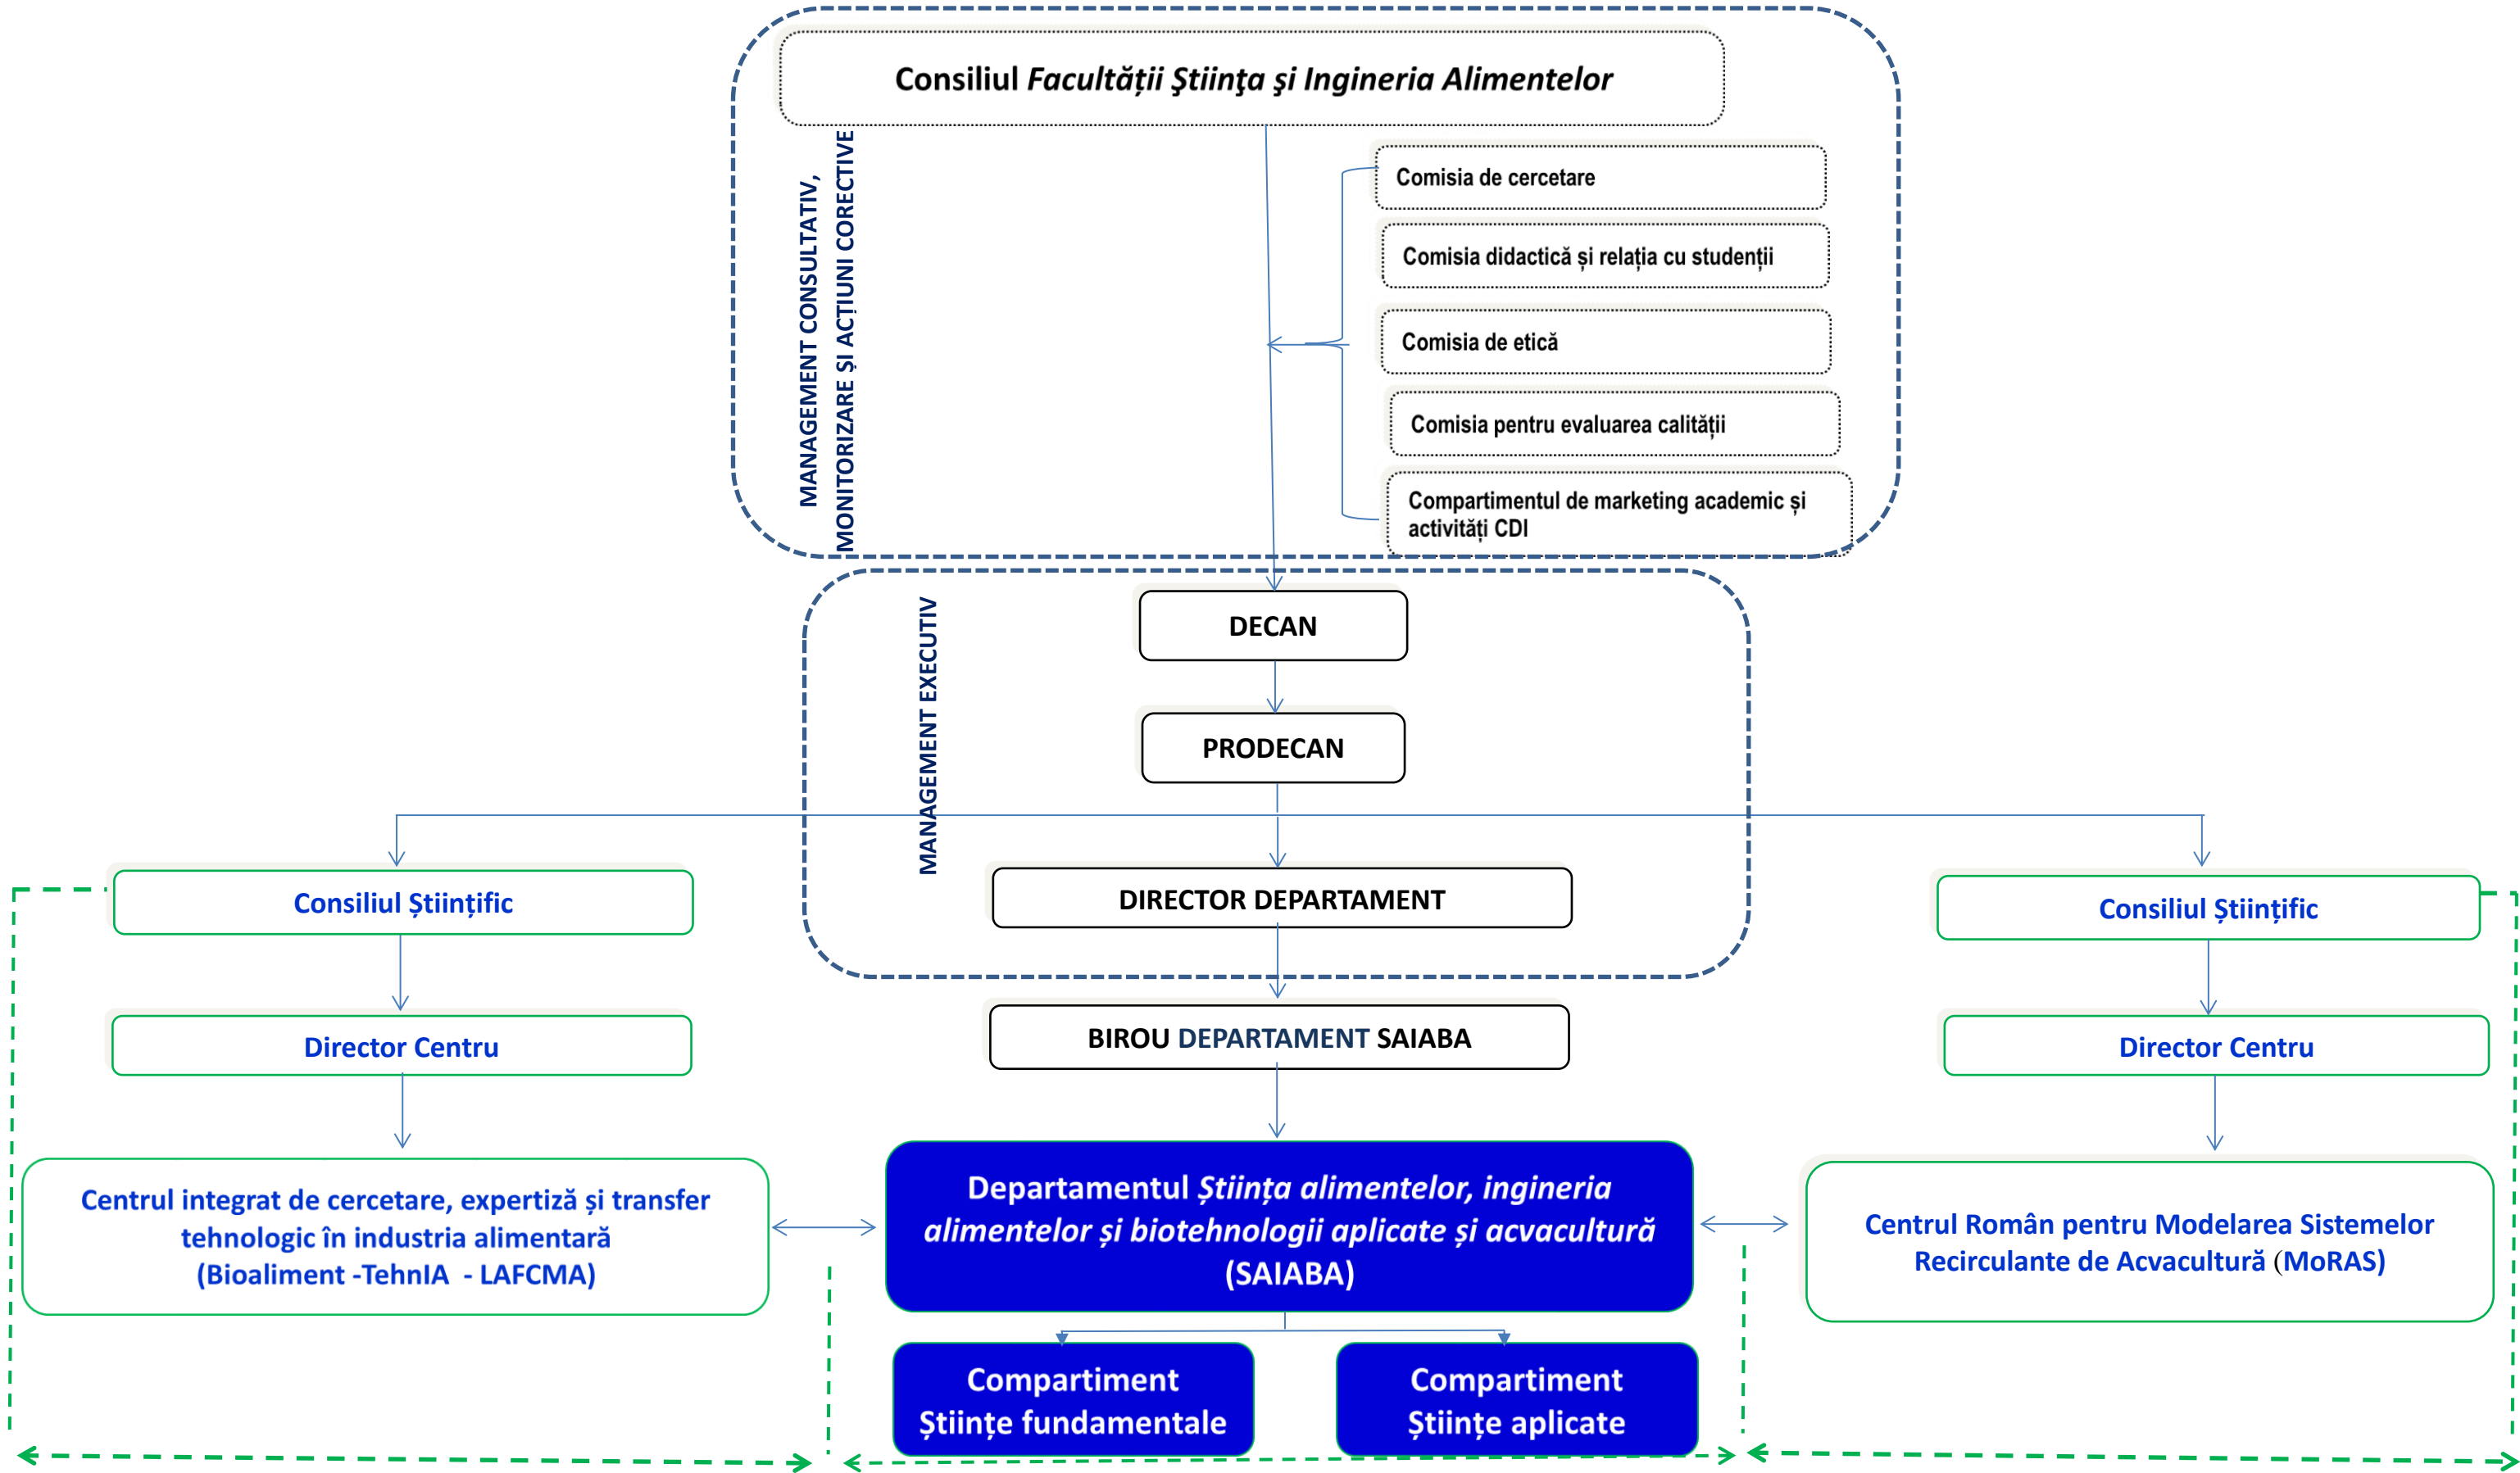 Consiliul Facultății Ştiinţa şi Ingineria Alimentelor
MANAGEMENT CONSULTATIV,
MONITORIZARE ȘI ACȚIUNI CORECTIVE
Comisia de cercetare
Comisia didactică și relația cu studenții
Comisia de etică
Comisia pentru evaluarea calității
Compartimentul de marketing academic și
activități CDI
MANAGEMENT EXECUTIV
DECAN
PRODECAN
Consiliul Științific
DIRECTOR DEPARTAMENT
Consiliul Științific
Director Centru
BIROU DEPARTAMENT SAIABA
Director Centru
Centrul integrat de cercetare, expertiză și transfer
tehnologic în industria alimentară
(Bioaliment -TehnIA - LAFCMA)
Departamentul Știința alimentelor, ingineria
alimentelor și biotehnologii aplicate și acvacultură
(SAIABA)
Centrul Român pentru Modelarea Sistemelor
Recirculante de Acvacultură (MoRAS)
Compartiment
Științe fundamentale
Compartiment
Științe aplicate